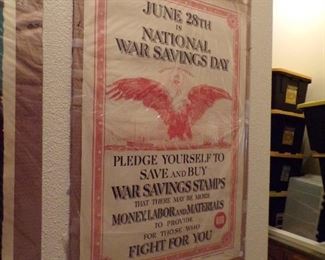 JUNE 28TH
IS
NATIONAL
WAR SAVINGS DAY
PLEDGE YOURSELF TO
SAVE AND BUY
WAR SAVINGS STAMPS
THAT THERE MAY BE MORE
MONEY, LABOR AND MATERIALS
TO PROVIDE
FOR THOSE WHO
FIGHT FOR YOU